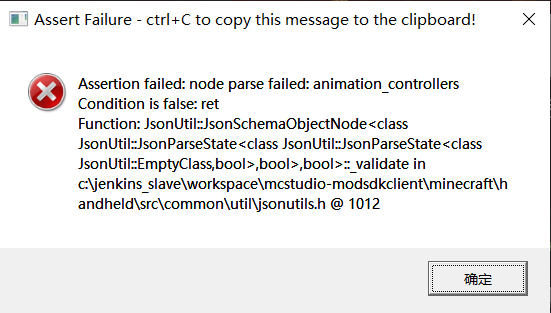 Assert Failure - ctrl+C to copy this message to the clipboard!
Assertion failed: node parse failed: animation_controllers
Condition is false: ret
Function: JsonUtil::JsonSchemaObjectNode<class
JsonUtil::JsonParseState<class JsonUtil::JsonParseState<class
JsonUtil::EmptyClass,bool>,bool>,bool>::_validate in
c:\jenkins_slave\workspace\mcstudio-modsdkclient\minecraft\h
andheld\src\common\util\jsonutils.h @ 1012
确定